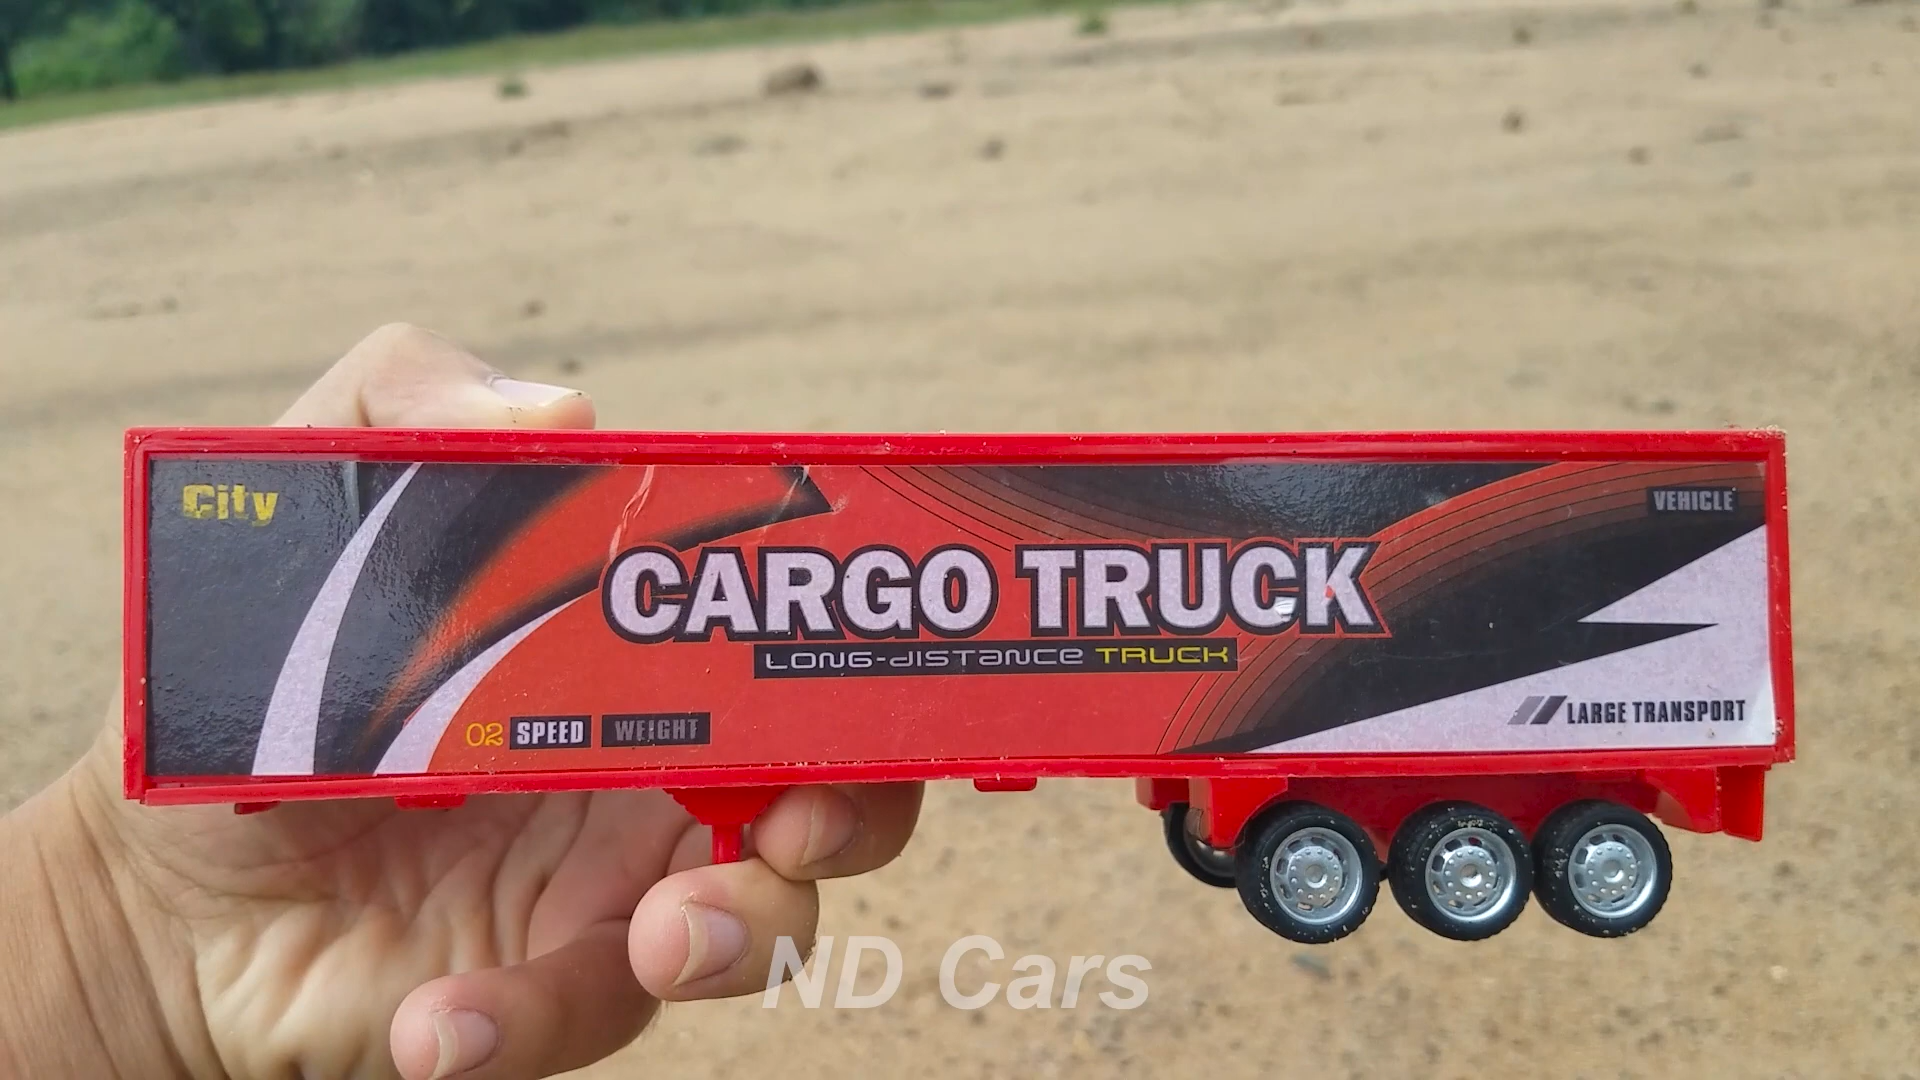 City
VEHICLE
CARGO TRUCK
LONG-dISTANCE TRUCK
02 SPEED WEIGHT
LARGE TRANSPORT
ND Cars